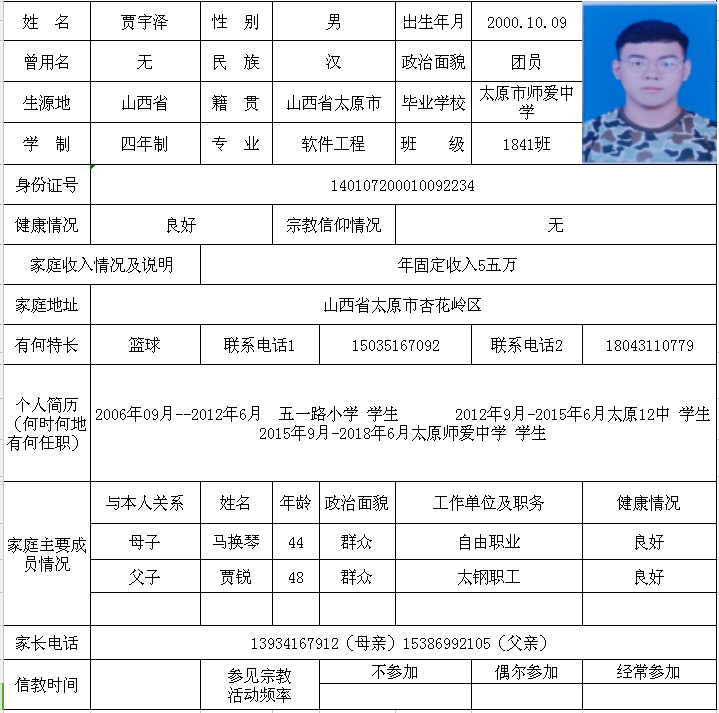 姓 名 贾宇泽 性 别 男 出生年月 2000.10.09
曾用名 无 民 族 汉 政治面貌 团员
生源地 山西省 籍 贯 山西省太原市 毕业学校 太原市师爱中
学
学 制 四年制 专 业 软件工程 班 级 1841班
身份证号 140107200010092234
健康情况 良好 宗教信仰情况 无
家庭收入情况及说明 年固定收入5五万
家庭地址 山西省太原市杏花岭区
有何特长 篮球 联系电话1 15035167092 联系电话2 18043110779
个人简历
（何时何地
有何任职）
2006年09月--2012年6月 五一路小学 学生 2012年9月-2015年6月太原12中 学生
2015年9月-2018年6月太原师爱中学 学生
家庭主要成
员情况
与本人关系 姓名 年龄 政治面貌 工作单位及职务 健康情况
母子 马换琴 44 群众 自由职业 良好
父子 贾锐 48 群众 太钢职工 良好
家长电话 13934167912（母亲）15386992105（父亲）
信教时间 参见宗教
活动频率
不参加 偶尔参加 经常参加